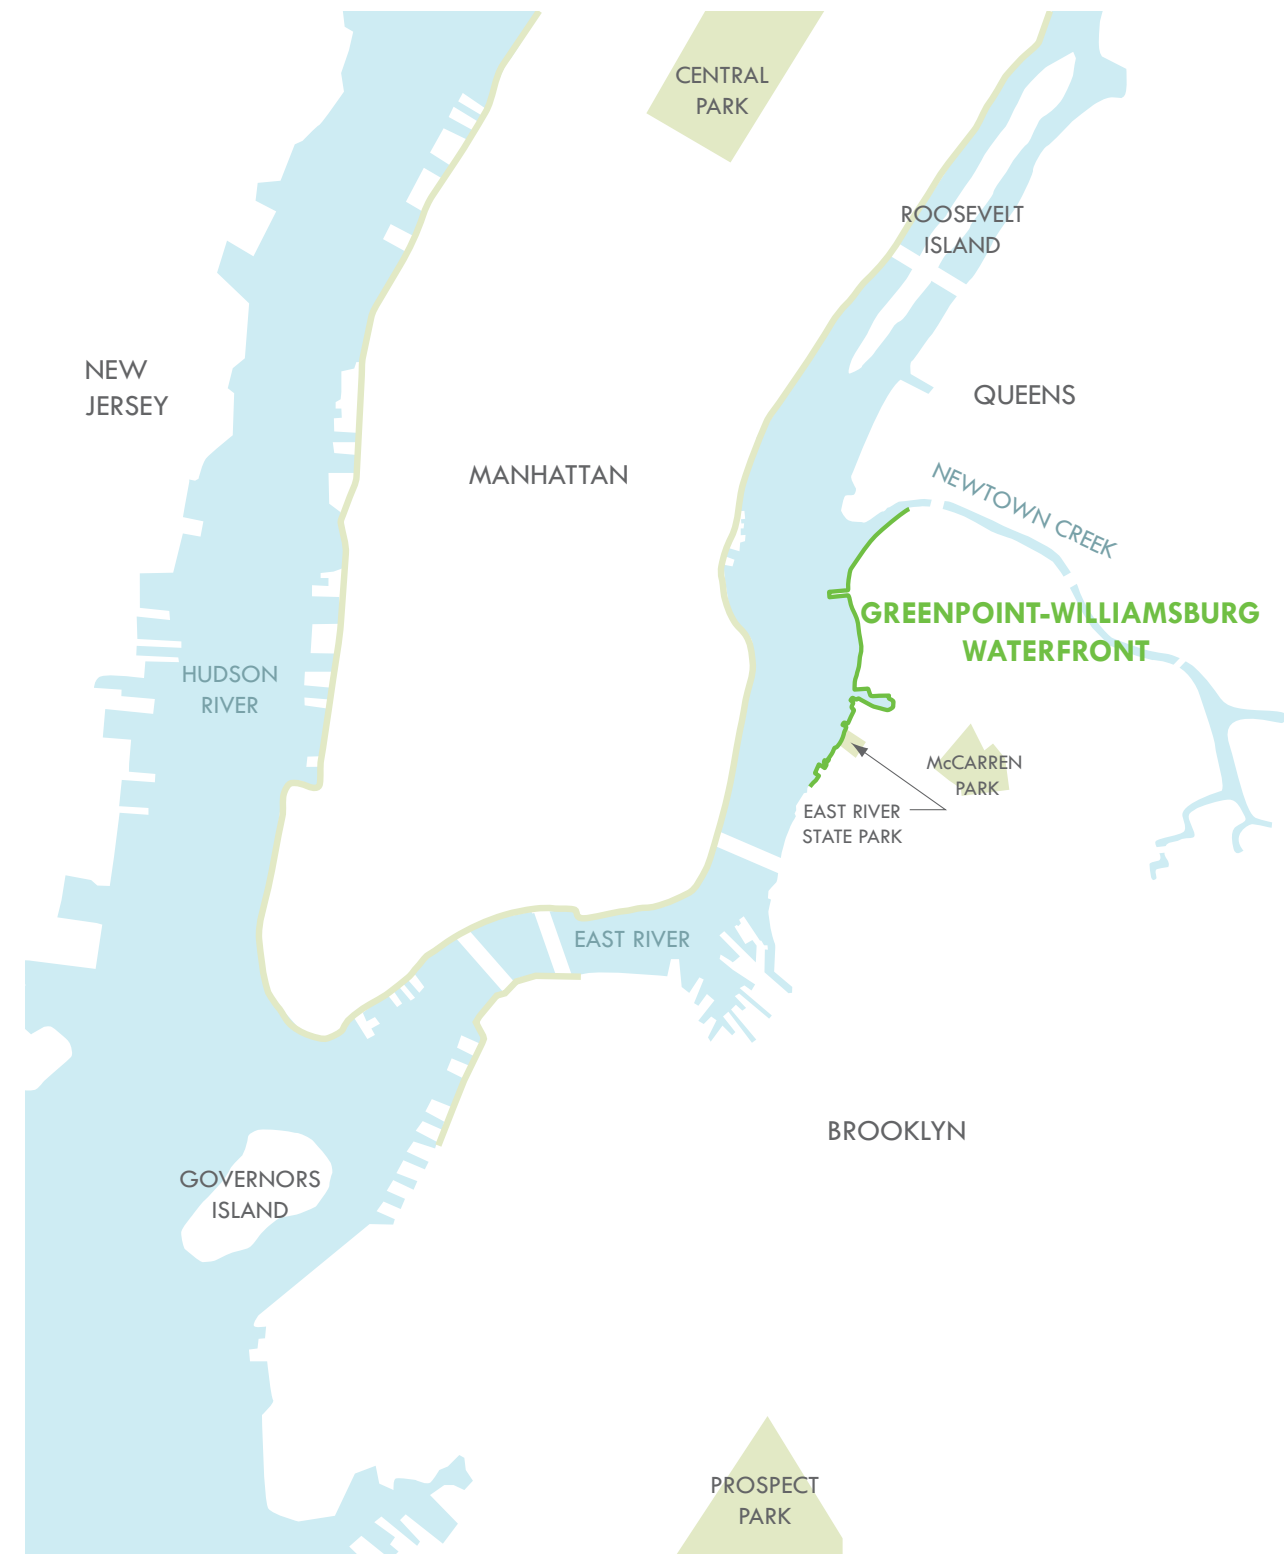 CENTRAL
PARK
ROOSEVELT
ISLAND
NEW
JERSEY
QUEENS
MANHATTAN
NEWTOWN CREEK
GREENPOINT-WILLIAMSBURG
WATERFRONT
HUDSON
RIVER
McCARREN
PARK
EAST RIVER
STATE PARK
EAST RIVER
BROOKLYN
GOVERNORS
ISLAND
PROSPECT
PARK